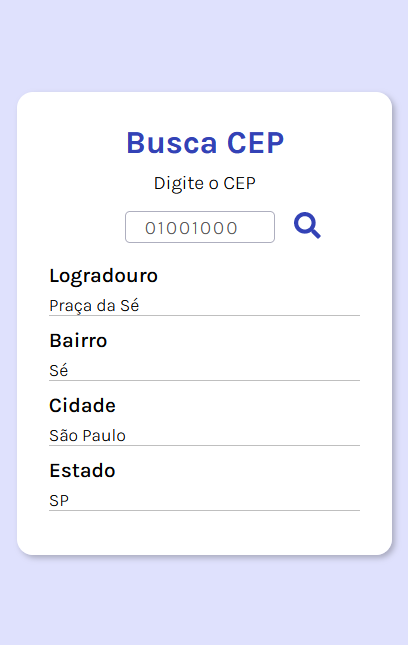 Busca CEP
Digite o CEP
01001000
Logradouro
Praça da Sé
Bairro
Sé
Cidade
São Paulo
Estado
SP